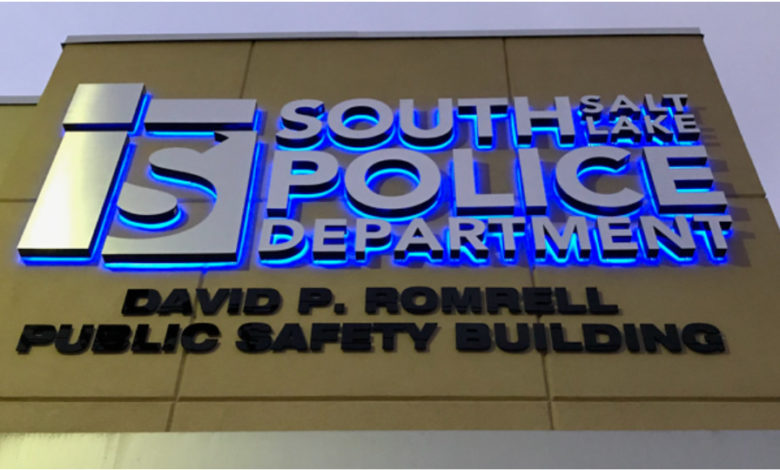 SOUTH SALT LAKE
POLICE
DEPARTMENT
DAVID P. ROMRELL
PUBLIC SAFETY BUILDING